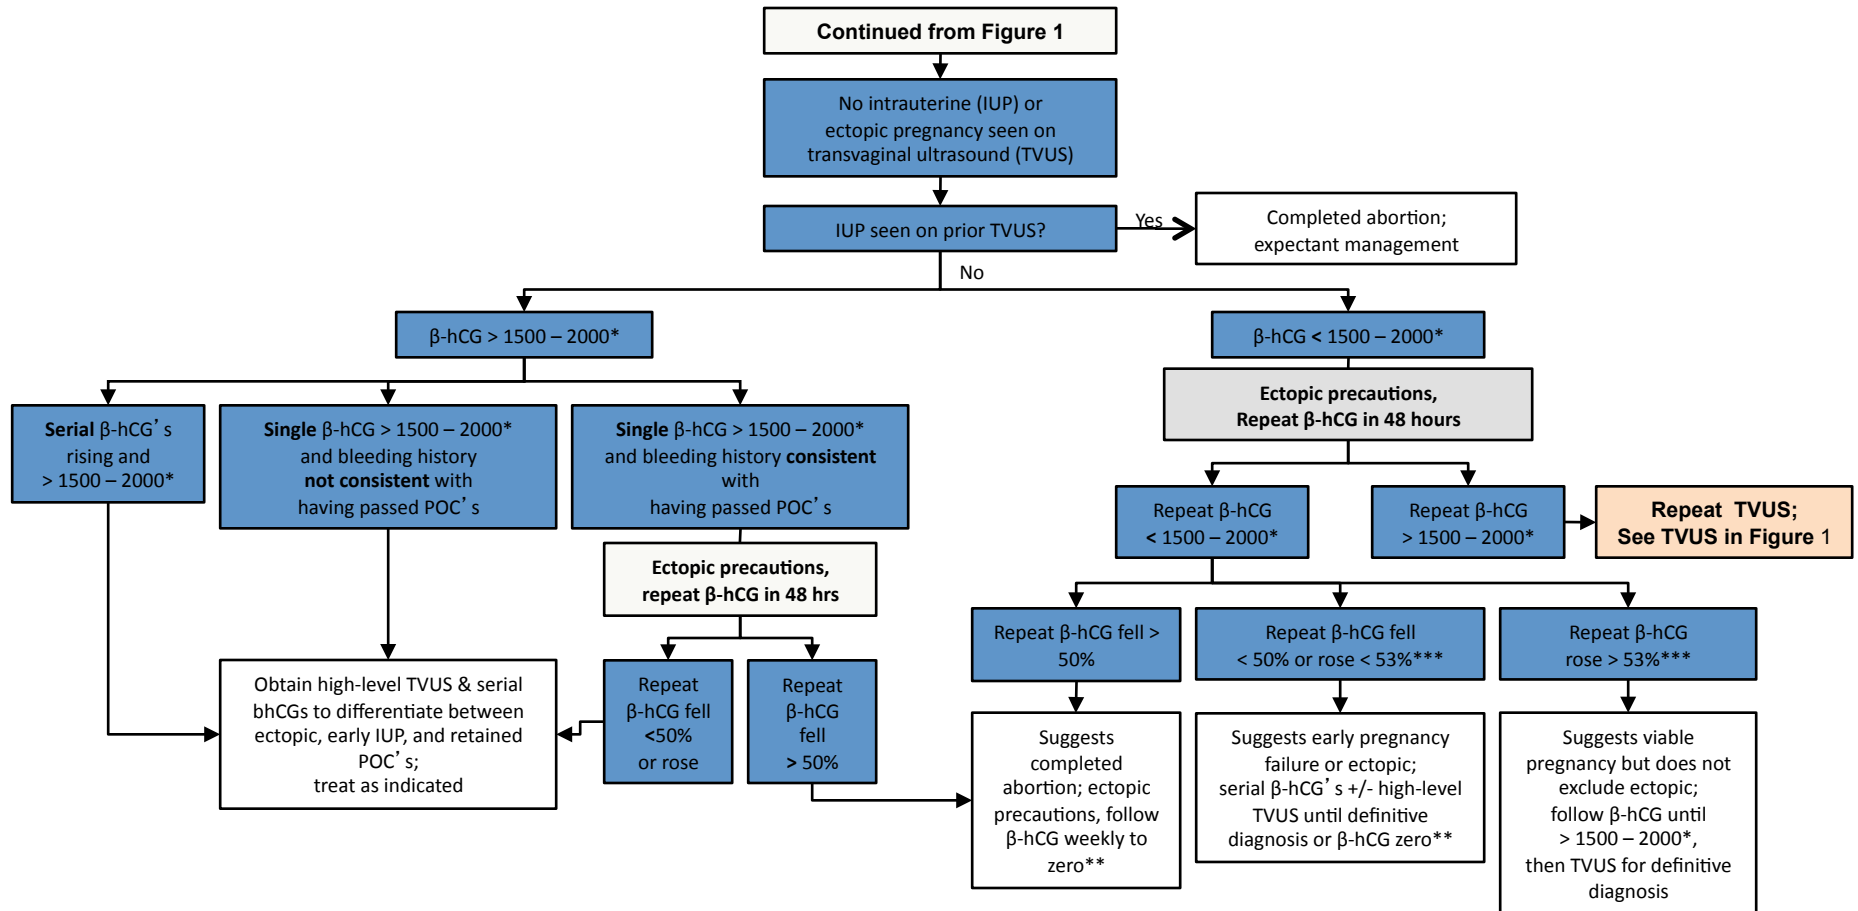 Continued from Figure 1
No intrauterine (IUP) or
ectopic pregnancy seen on
transvaginal ultrasound (TVUS)
IUP seen on prior TVUS?
Yes
Completed abortion;
expectant management
No
β-hCG > 1500 – 2000*
β-hCG < 1500 – 2000*
Serial β-hCG's
rising and
> 1500 – 2000*
Single β-hCG > 1500 – 2000*
and bleeding history
not consistent with
having passed POC's
Single β-hCG > 1500 – 2000*
and bleeding history consistent
with
having passed POC's
Ectopic precautions,
Repeat β-hCG in 48 hours
Repeat β-hCG
< 1500 – 2000*
Repeat β-hCG
> 1500 – 2000*
Repeat TVUS;
See TVUS in Figure 1
Ectopic precautions,
repeat β-hCG in 48 hrs
Repeat β-hCG fell >
50%
Repeat β-hCG fell
< 50% or rose < 53%***
Repeat β-hCG
rose > 53%***
Obtain high-level TVUS & serial
bhCGs to differentiate between
ectopic, early IUP, and retained
POC's;
treat as indicated
Repeat
β-hCG fell
<50%
or rose
Repeat
β-hCG
fell
> 50%
Suggests
completed
abortion; ectopic
precautions, follow
β-hCG weekly to
zero**
Suggests early pregnancy
failure or ectopic;
serial β-hCG's +/- high-level
TVUS until definitive
diagnosis or β-hCG zero**
Suggests viable
pregnancy but does not
exclude ectopic;
follow β-hCG until
> 1500 – 2000*,
then TVUS for definitive
diagnosis